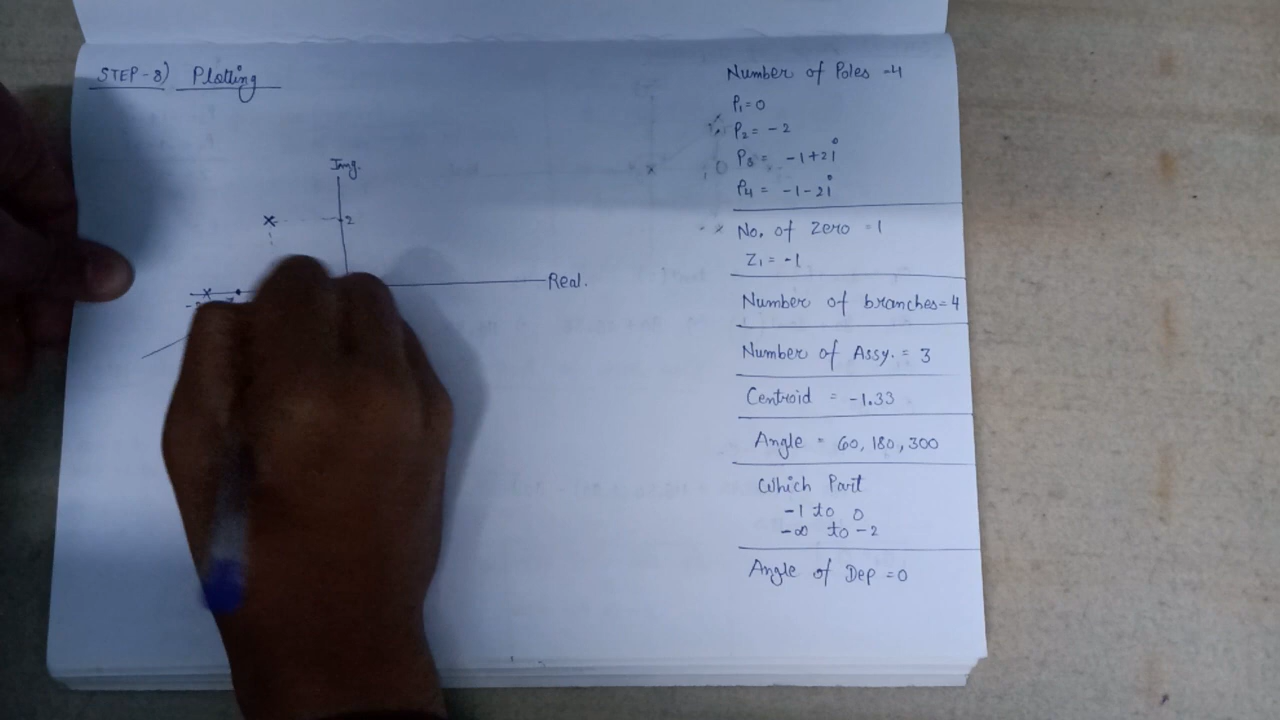 STEP-8) Plotting
Img.
2
Real.
Number of Poles = 4
P1 = 0
P2 = -2
P3 = -1+2i
P4 = -1-2i
No. of Zero = 1
Z1 = -1
Number of branches = 4
Number of Assy. = 3
Centroid = -1.33
Angle = 60, 180, 300
Which Part
-1 to 0
-∞ to -2
Angle of Dep = 0